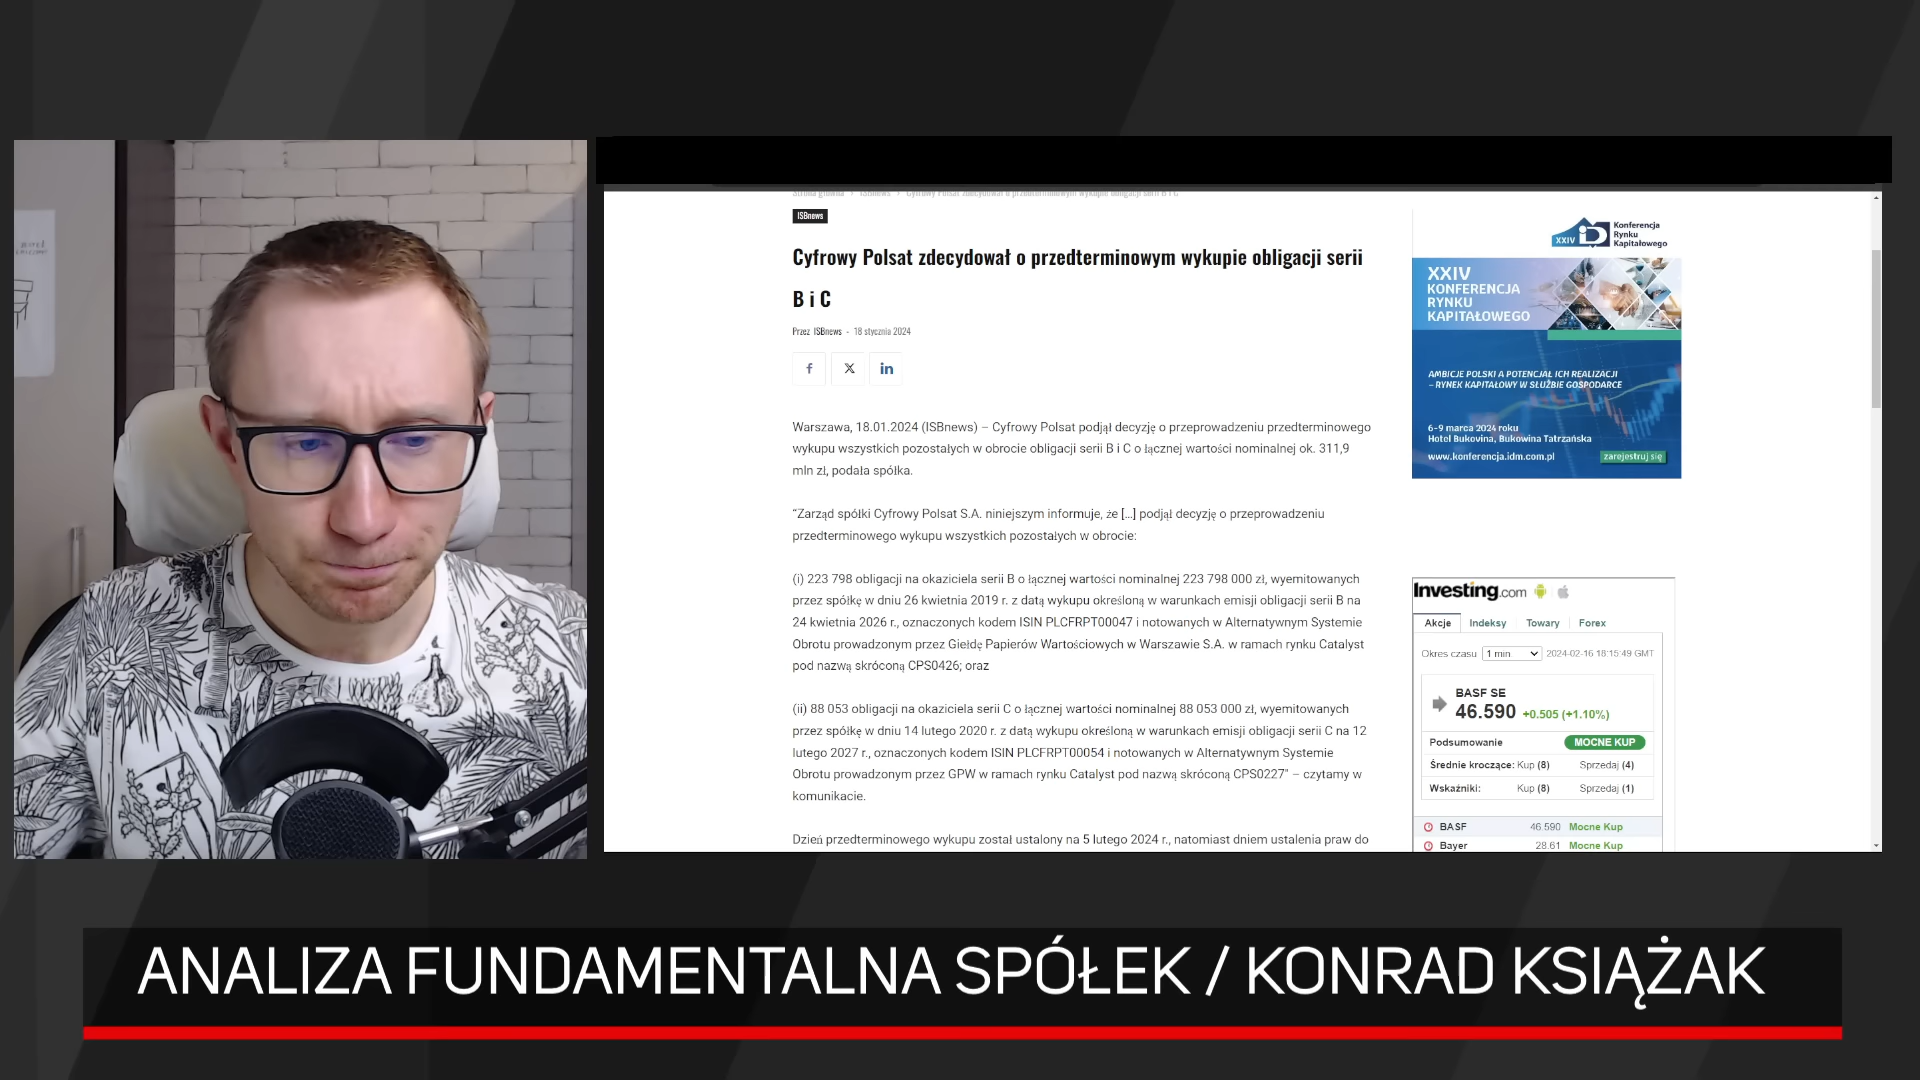 Strona główna › ISBnews › Cyfrowy Polsat zdecydował o przedterminowym wykupie obligacji serii B i C
ISBnews
Cyfrowy Polsat zdecydował o przedterminowym wykupie obligacji serii
B i C
Przez ISBnews - 18 stycznia 2024
Warszawa, 18.01.2024 (ISBnews) – Cyfrowy Polsat podjął decyzję o przeprowadzeniu przedterminowego
wykupu wszystkich pozostałych w obrocie obligacji serii B i C o łącznej wartości nominalnej ok. 311,9
mln zł, podała spółka.
“Zarząd spółki Cyfrowy Polsat S.A. niniejszym informuje, że [...] podjął decyzję o przeprowadzeniu
przedterminowego wykupu wszystkich pozostałych w obrocie:
(i) 223 798 obligacji na okaziciela serii B o łącznej wartości nominalnej 223 798 000 zł, wyemitowanych
przez spółkę w dniu 26 kwietnia 2019 r. z datą wykupu określoną w warunkach emisji obligacji serii B na
24 kwietnia 2026 r., oznaczonych kodem ISIN PLCFRPT00047 i notowanych w Alternatywnym Systemie
Obrotu prowadzonym przez Giełdę Papierów Wartościowych w Warszawie S.A. w ramach rynku Catalyst
pod nazwą skróconą CPS0426; oraz
(ii) 88 053 obligacji na okaziciela serii C o łącznej wartości nominalnej 88 053 000 zł, wyemitowanych
przez spółkę w dniu 14 lutego 2020 r. z datą wykupu określoną w warunkach emisji obligacji serii C na 12
lutego 2027 r., oznaczonych kodem ISIN PLCFRPT00054 i notowanych w Alternatywnym Systemie
Obrotu prowadzonym przez GPW w ramach rynku Catalyst pod nazwą skróconą CPS0227” – czytamy w
komunikacie.
Dzień przedterminowego wykupu został ustalony na 5 lutego 2024 r., natomiast dniem ustalenia praw do
XXIV
Konferencja
Rynku
Kapitałowego
XXIV
KONFERENCJA
RYNKU
KAPITAŁOWEGO
AMBICJE POLSKI A POTENCJAŁ ICH REALIZACJI
– RYNEK KAPITAŁOWY W SŁUŻBIE GOSPODARCE
6-9 marca 2024 roku
Hotel Bukovina, Bukowina Tatrzańska
www.konferencja.idm.com.pl zarejestruj się
Investing.com
Akcje Indeksy Towary Forex
Okres czasu 1 min. 2024-02-16 18:15:49 GMT
BASF SE
46.590 +0.505 (+1.10%)
Podsumowanie MOCNE KUP
Średnie kroczące: Kup (8) Sprzedaj (4)
Wskaźniki: Kup (8) Sprzedaj (1)
BASF 46.590 Mocne Kup
Bayer 28.61 Mocne Kup
ANALIZA FUNDAMENTALNA SPÓŁEK / KONRAD KSIĄŻAK